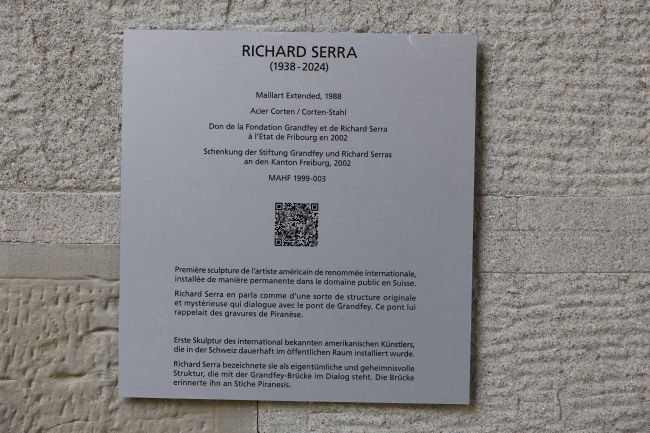 RICHARD SERRA
(1938-2024)
Maillart Extended, 1988
Acier Corten / Corten-Stahl
Don de la Fondation Grandfey et de Richard Serra
à l'Etat de Fribourg en 2002
Schenkung der Stiftung Grandfey und Richard Serras
an den Kanton Freiburg, 2002
MAHF 1999-003
Première sculpture de l'artiste américain de renommée internationale,
installée de manière permanente dans le domaine public en Suisse.
Richard Serra en parla comme d'une sorte de structure originale
et mystérieuse qui dialogue avec le pont de Grandfey. Ce pont lui
rappelait des gravures de Piranèse.
Erste Skulptur des international bekannten amerikanischen Künstlers,
die in der Schweiz dauerhaft im öffentlichen Raum installiert wurde.
Richard Serra bezeichnete sie als eigentümliche und geheimnisvolle
Struktur, die mit der Grandfey-Brücke im Dialog steht. Die Brücke
erinnerte ihn an Stiche Piranesis.